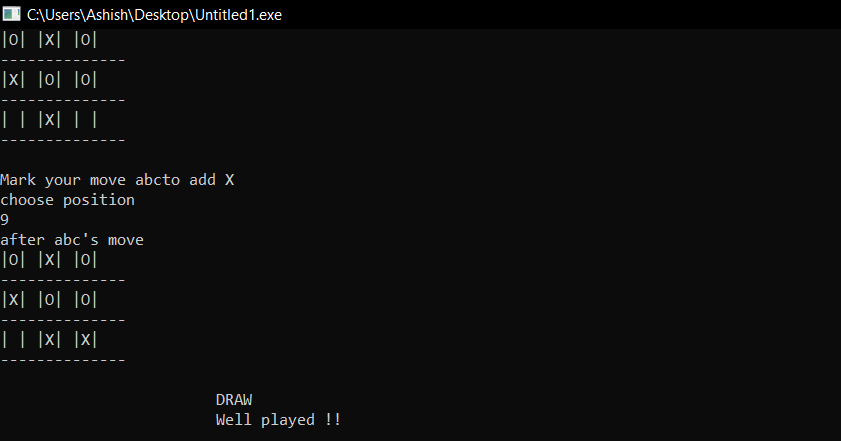 C:\Users\Ashish\Desktop\Untitled1.exe
|O| |X| |O|
--------------
|X| |O| |O|
--------------
| | |X| | |
--------------
Mark your move abcto add X
choose position
9
after abc's move
|O| |X| |O|
--------------
|X| |O| |O|
--------------
| | |X| |X|
--------------
DRAW
Well played !!